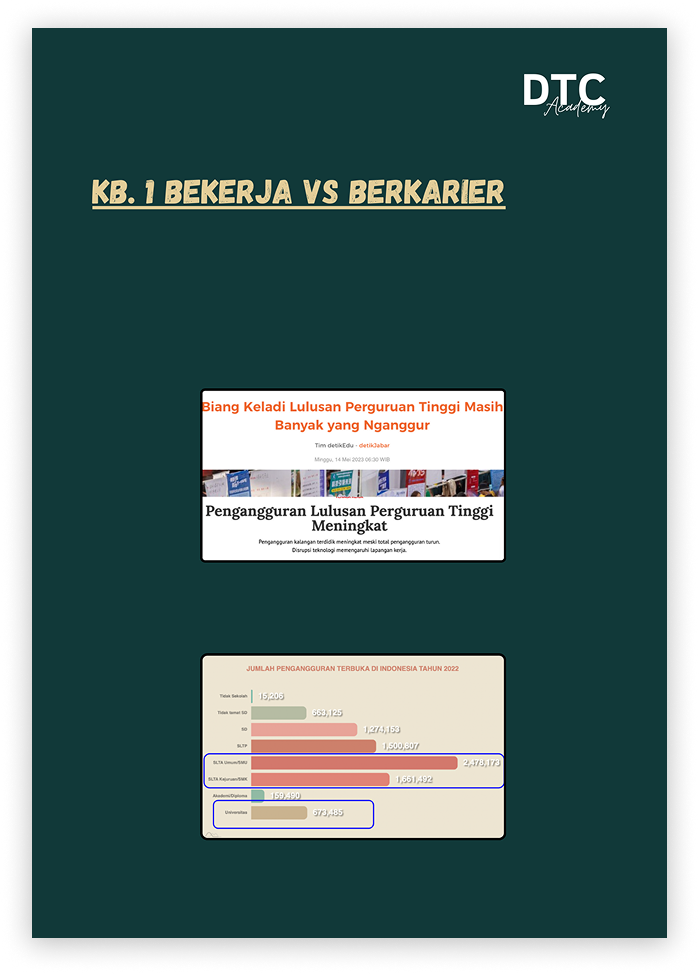 DTC
Academy
KB. 1 BEKERJA VS BERKARIER
Biang Keladi Lulusan Perguruan Tinggi Masih
Banyak yang Nganggur
Tim detikEdu - detikJabar
Minggu, 14 Mei 2023 06:30 WIB
Pengangguran Lulusan Perguruan Tinggi
Meningkat
Pengangguran kalangan terdidik meningkat meski total pengangguran turun.
Disrupsi teknologi memengaruhi lapangan kerja.
JUMLAH PENGANGGURAN TERBUKA DI INDONESIA TAHUN 2022
Tidak Sekolah 15,206
Tidak tamat SD 663,125
SD 1,274,163
SLTP 1,500,807
SLTA Umum/SMU 2,478,173
SLTA Kejuruan/SMK 1,661,492
Akademi/Diploma 159,490
Universitas 673,485